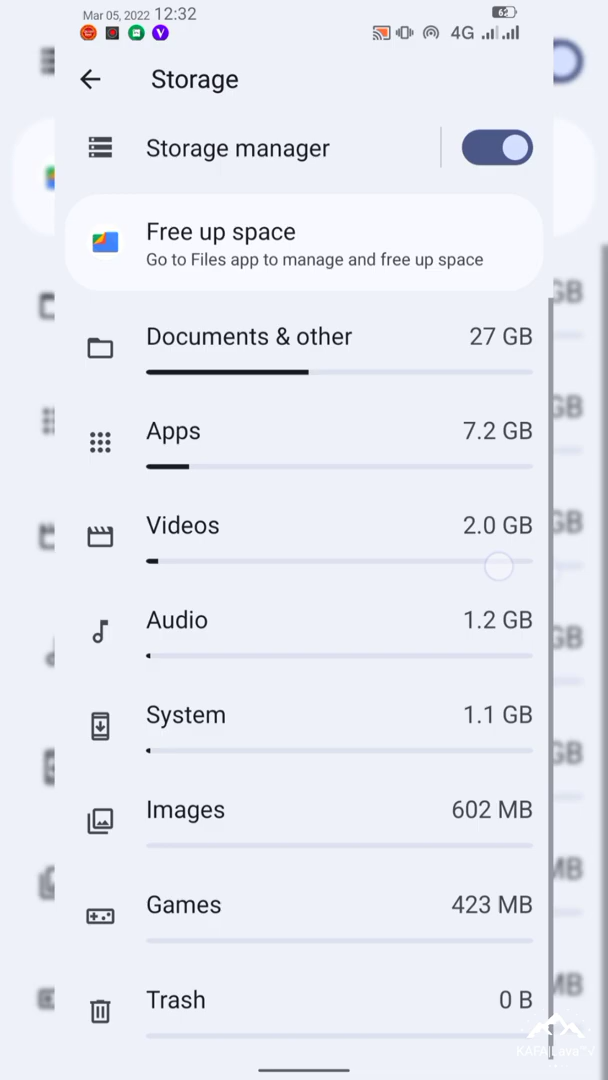 Mar 05, 2022 12:32
4G
Storage
Storage manager
Free up space
Go to Files app to manage and free up space
Documents & other 27 GB
Apps 7.2 GB
Videos 2.0 GB
Audio 1.2 GB
System 1.1 GB
Images 602 MB
Games 423 MB
Trash 0 B